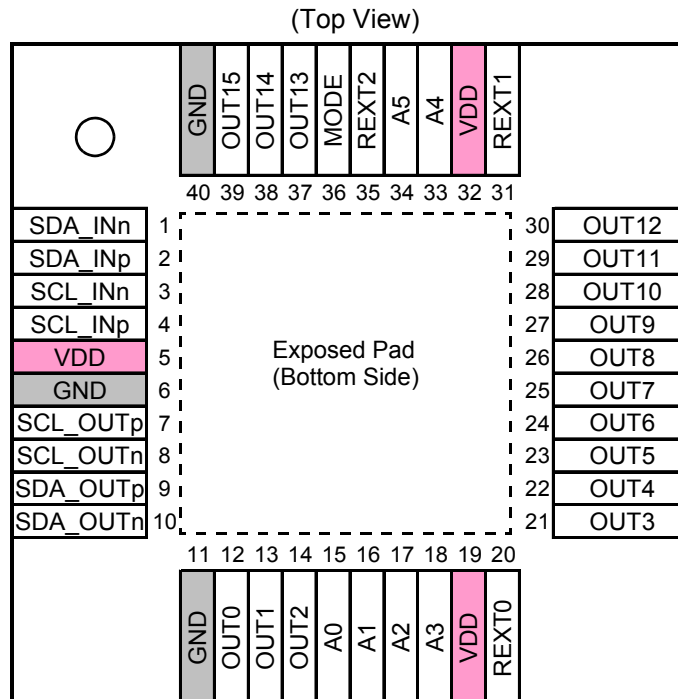 (Top View)
GND
OUT15
OUT14
OUT13
MODE
REXT2
A5
A4
VDD
REXT1
40 39 38 37 36 35 34 33 32 31
SDA_INn 1
SDA_INp 2
SCL_INn 3
SCL_INp 4
VDD 5
GND 6
SCL_OUTp 7
SCL_OUTn 8
SDA_OUTp 9
SDA_OUTn 10
Exposed Pad
(Bottom Side)
30 OUT12
29 OUT11
28 OUT10
27 OUT9
26 OUT8
25 OUT7
24 OUT6
23 OUT5
22 OUT4
21 OUT3
11 12 13 14 15 16 17 18 19 20
GND
OUT0
OUT1
OUT2
A0
A1
A2
A3
VDD
REXT0